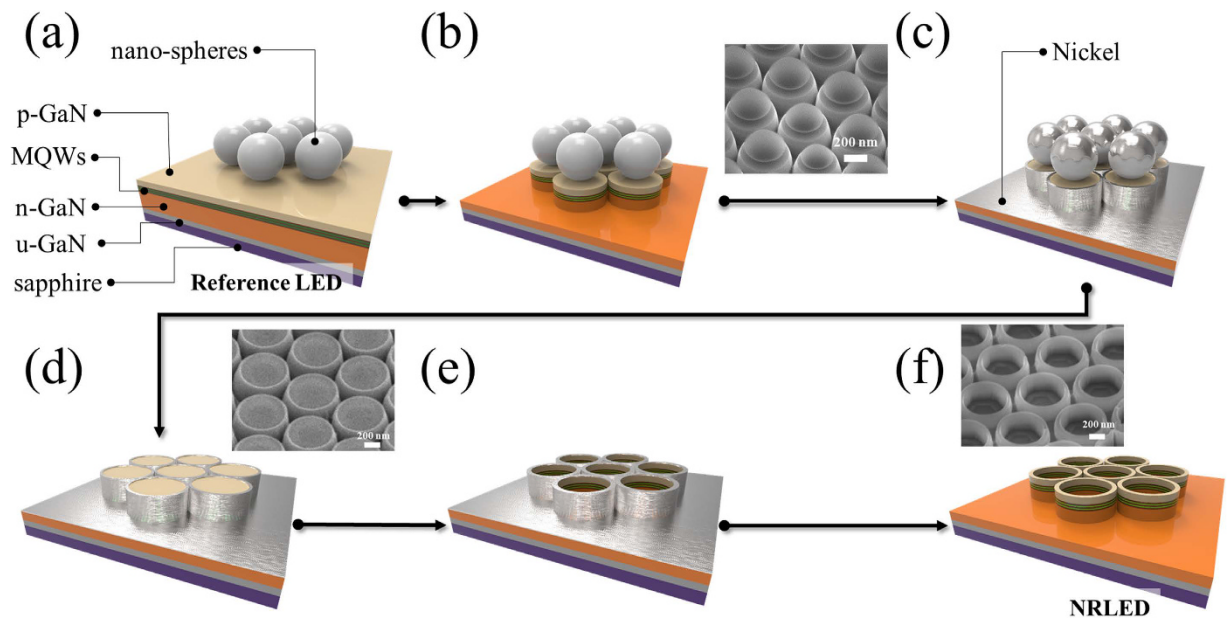 (a)
nano-spheres
p-GaN
MQWs
n-GaN
u-GaN
sapphire
Reference LED
(b)
200 nm
(c)
Nickel
(d)
200 nm
(e)
(f)
200 nm
NRLED